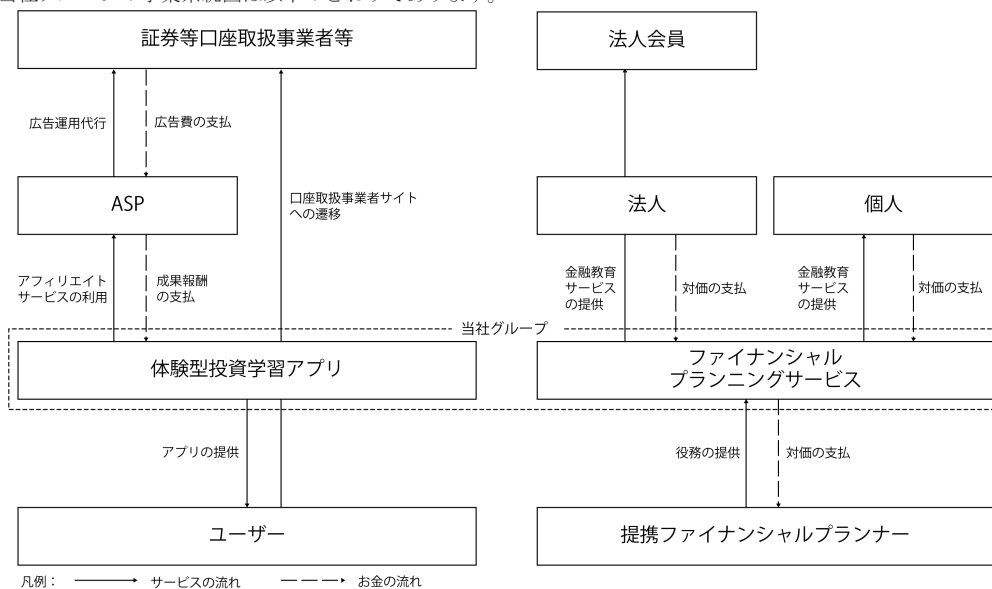 証券等口座取扱事業者等
法人会員
広告運用代行
広告費の支払
口座取扱事業者サイト
への遷移
ASP
法人
個人
アフィリエイト
サービスの利用
成果報酬
の支払
金融教育
サービス
の提供
対価の支払
金融教育
サービス
の提供
対価の支払
当社グループ
体験型投資学習アプリ
ファイナンシャル
プランニングサービス
アプリの提供
役務の提供
対価の支払
ユーザー
提携ファイナンシャルプランナー
凡例：
サービスの流れ
お金の流れ